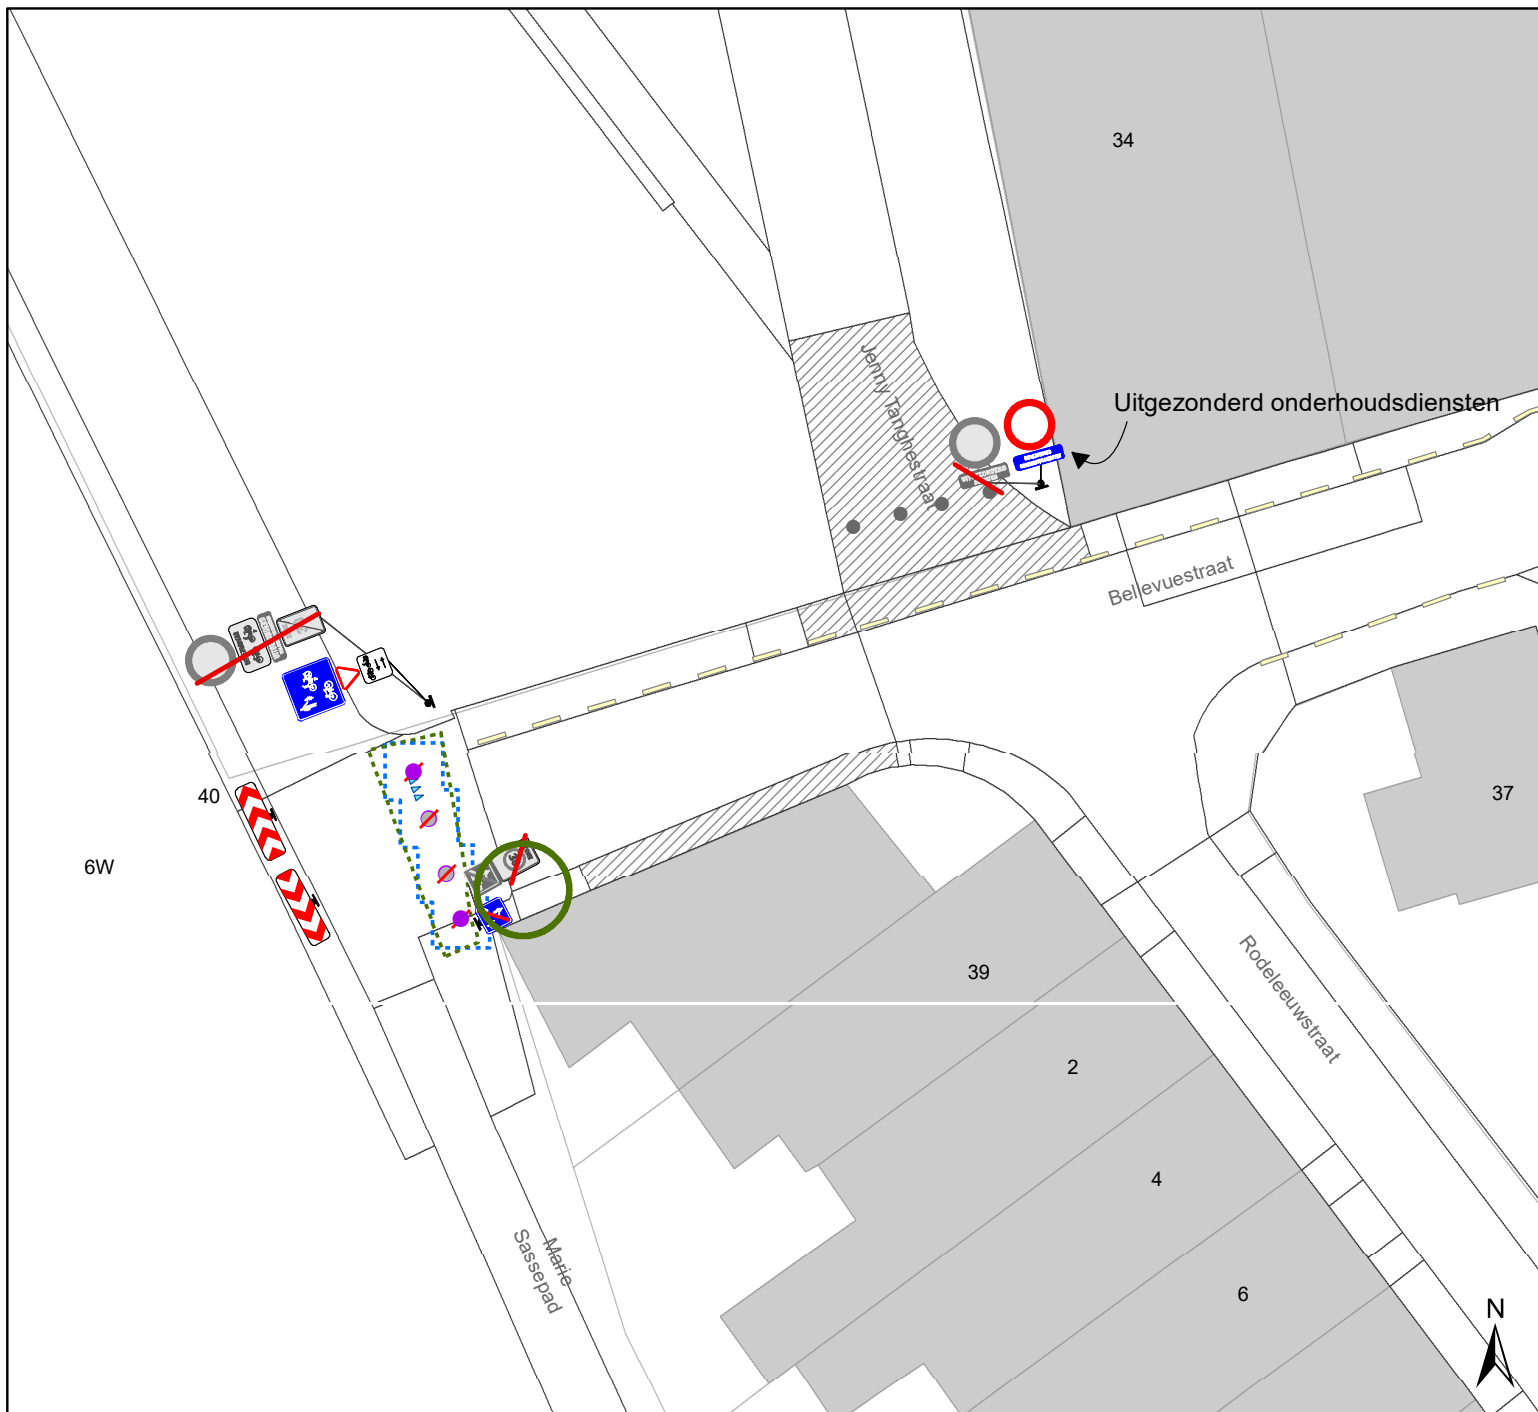 34
Jenny Tanghestraat
Uitgezonderd onderhoudsdiensten
Bellevuestraat
40
37
6W
39
Rodeleeuwstraat
2
4
Marie
Sassepad
6
N